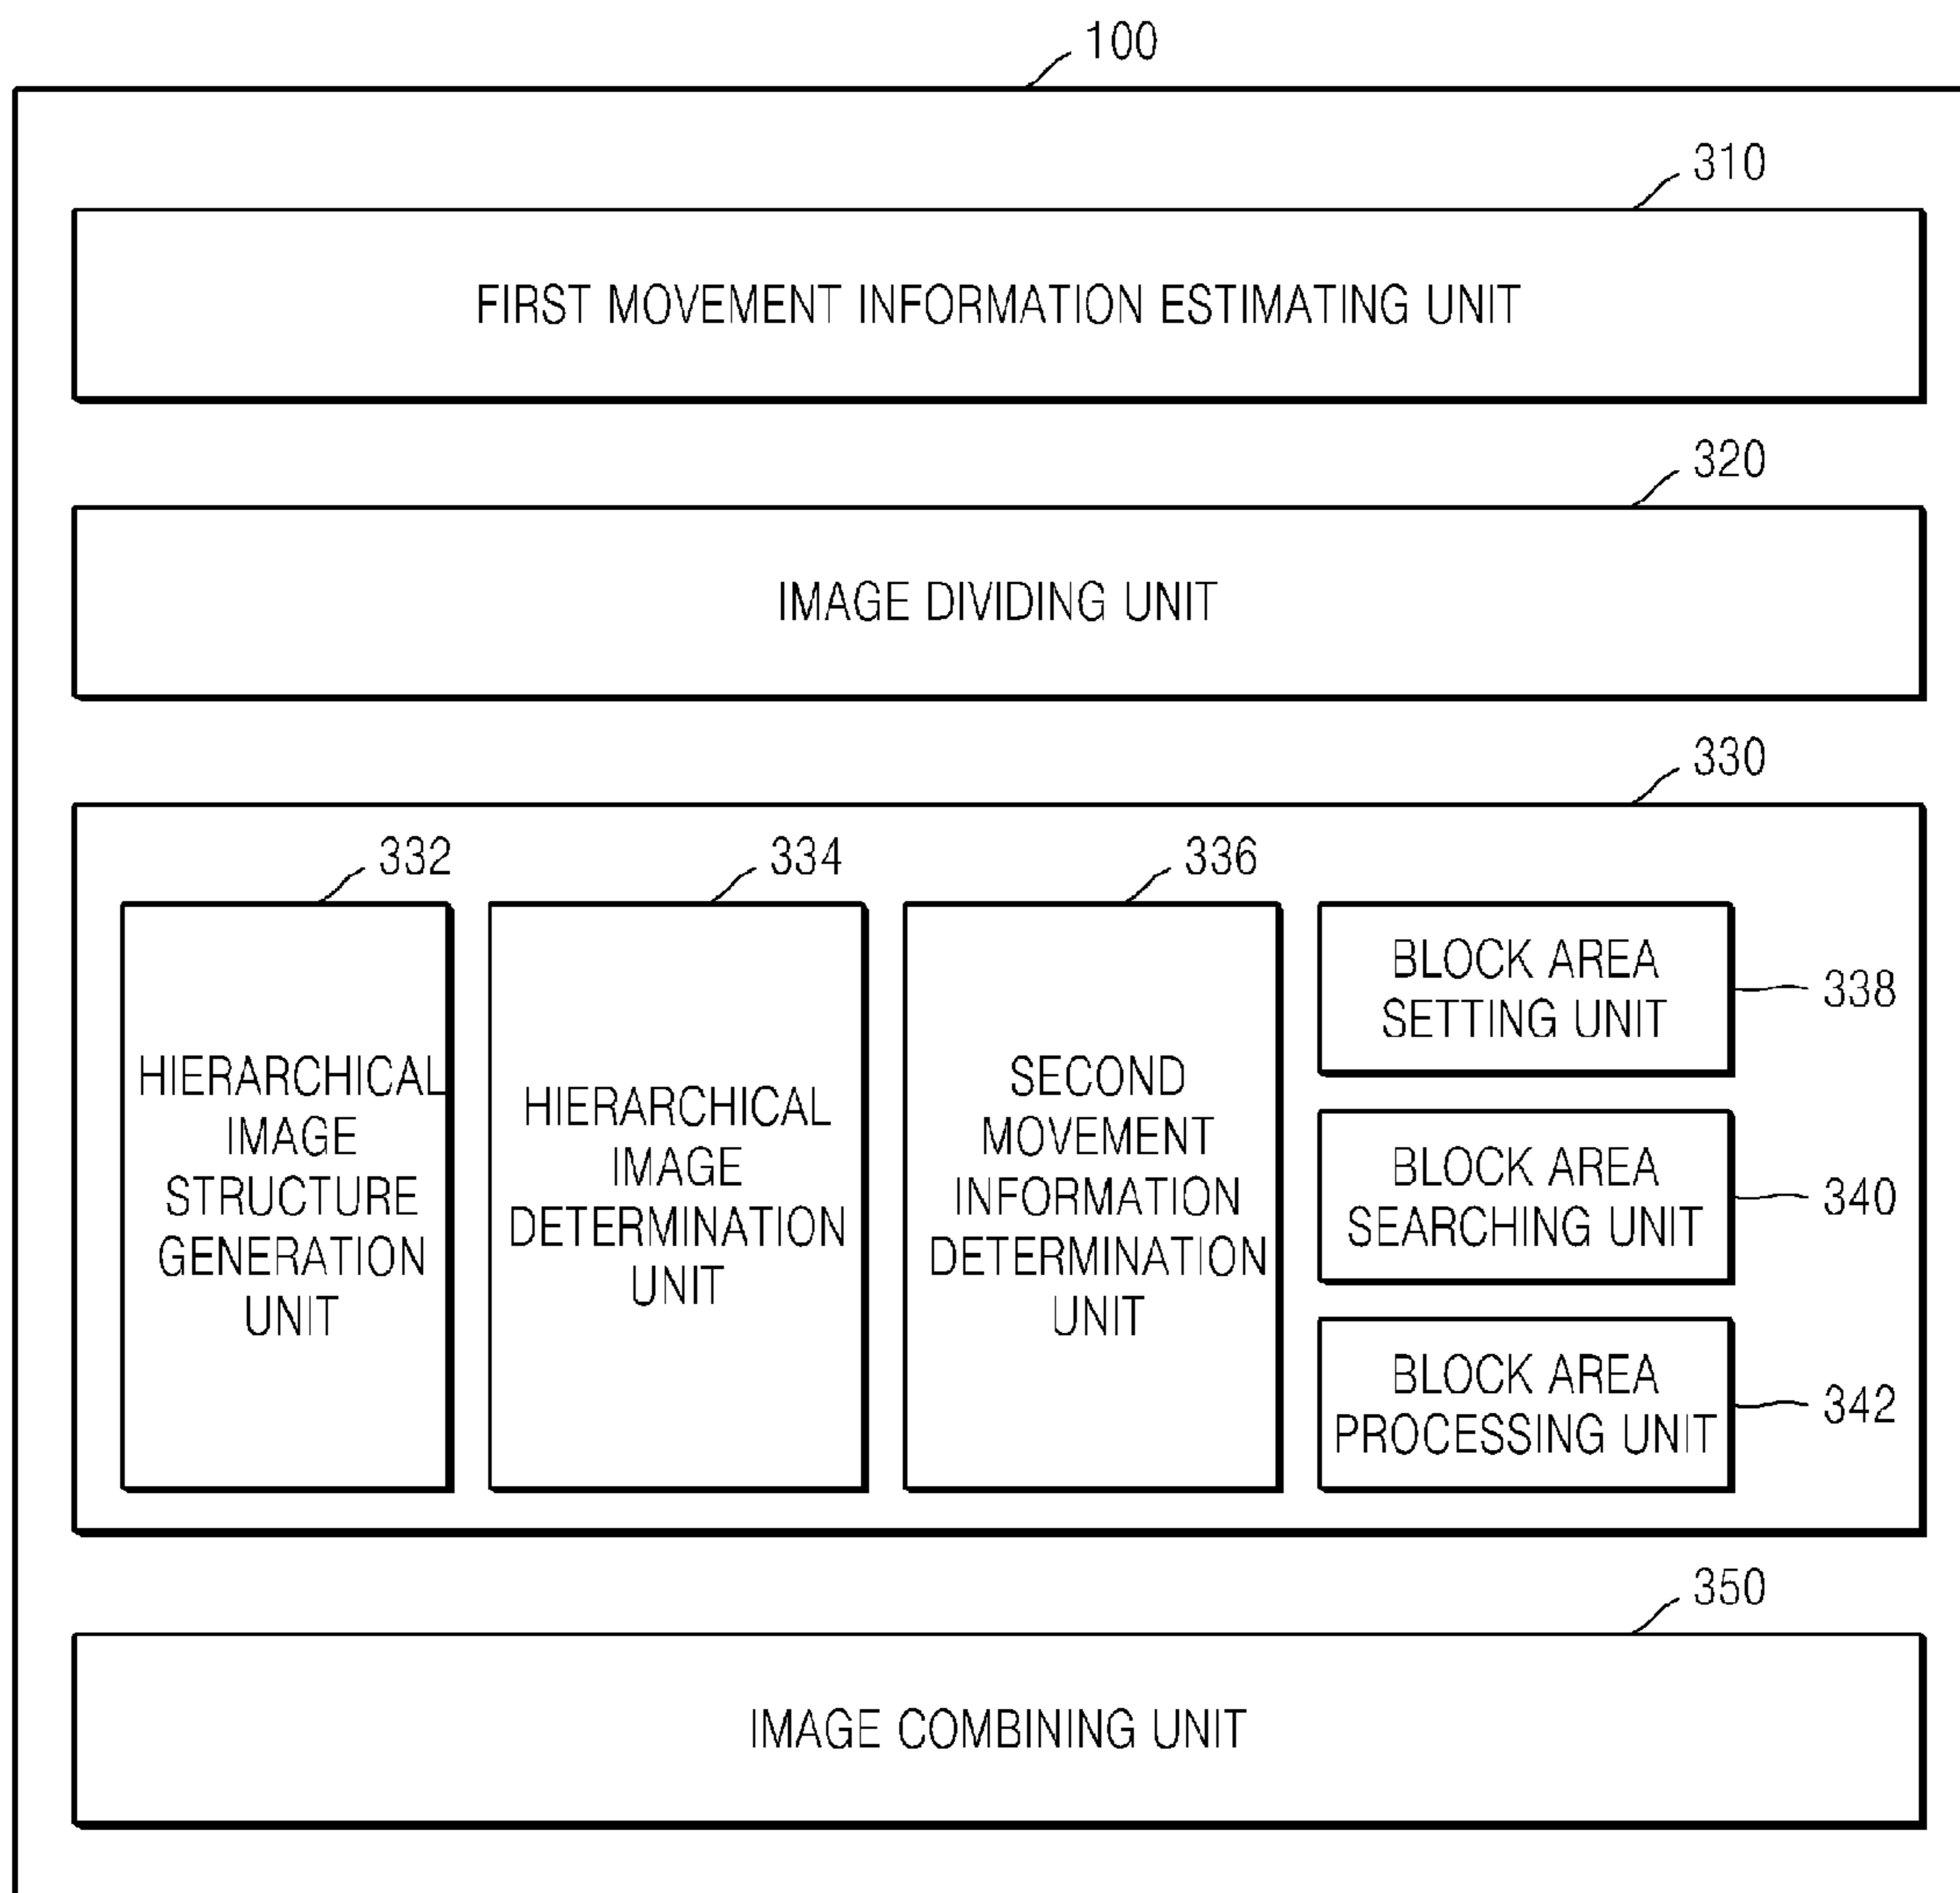 100
310
FIRST MOVEMENT INFORMATION ESTIMATING UNIT
320
IMAGE DIVIDING UNIT
330
332
HIERARCHICAL
IMAGE
STRUCTURE
GENERATION
UNIT
334
HIERARCHICAL
IMAGE
DETERMINATION
UNIT
336
SECOND
MOVEMENT
INFORMATION
DETERMINATION
UNIT
BLOCK AREA
SETTING UNIT
338
BLOCK AREA
SEARCHING UNIT
340
BLOCK AREA
PROCESSING UNIT
342
350
IMAGE COMBINING UNIT